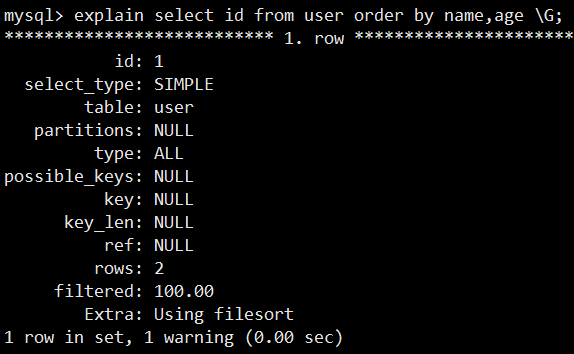 mysql> explain select id from user order by name,age \G;
*************************** 1. row **********************
id: 1
select_type: SIMPLE
table: user
partitions: NULL
type: ALL
possible_keys: NULL
key: NULL
key_len: NULL
ref: NULL
rows: 2
filtered: 100.00
Extra: Using filesort
1 row in set, 1 warning (0.00 sec)